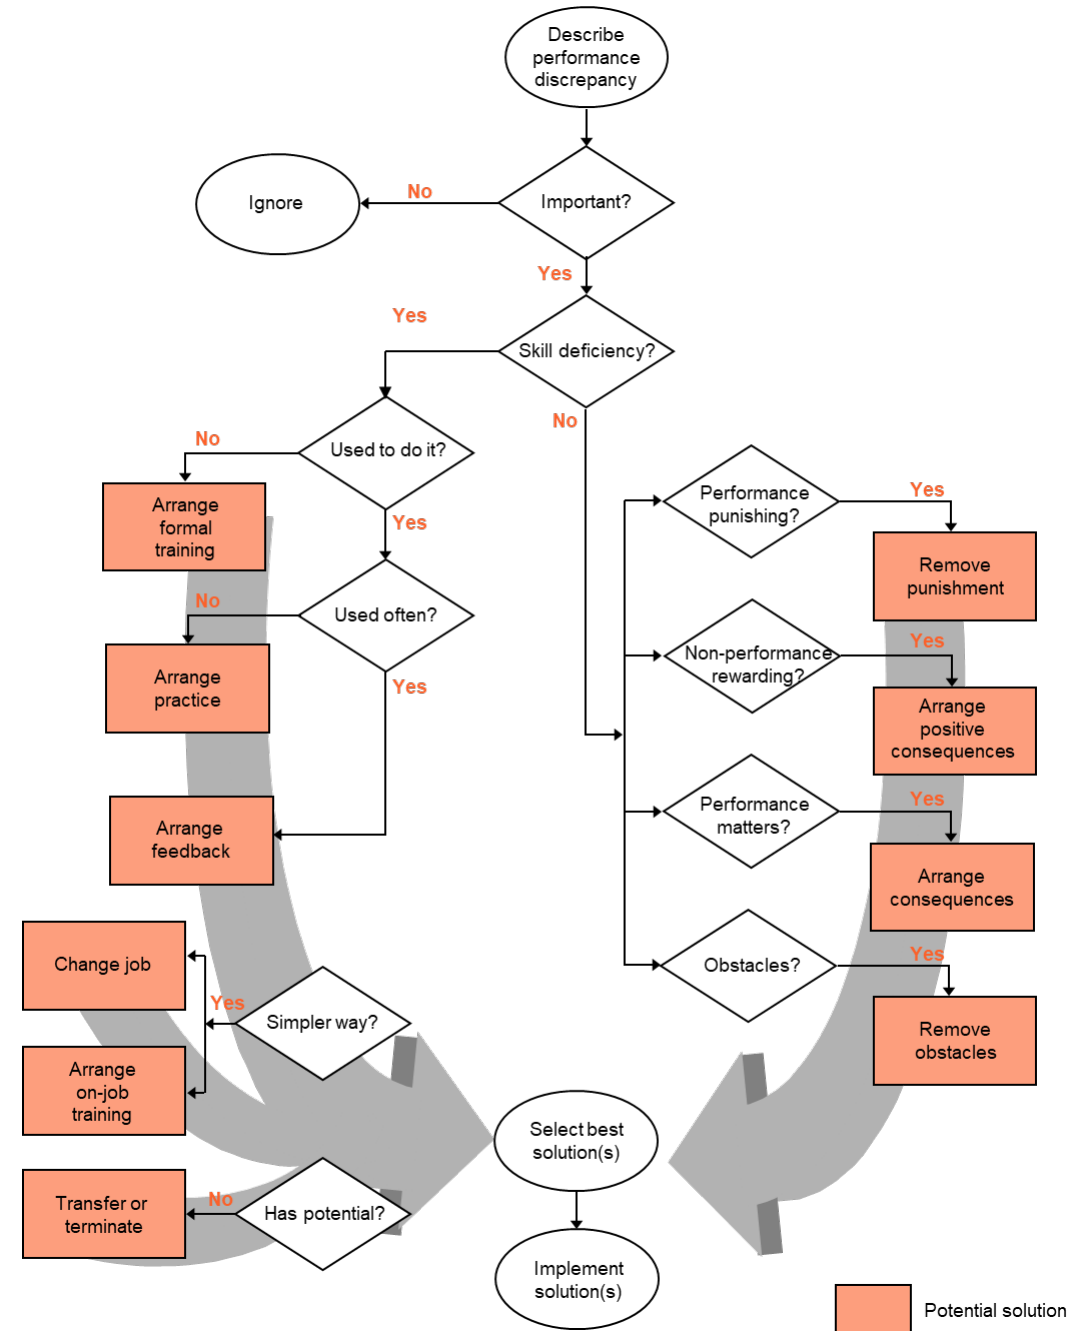 Describe
performance
discrepancy
Ignore
No
Important?
Yes
Yes
Skill deficiency?
No
Used to do it?
No
Arrange
formal
training
Yes
Performance
punishing?
Yes
Remove
punishment
Used often?
No
Arrange
practice
Yes
Non-performance
rewarding?
Yes
Arrange
positive
consequences
Arrange
feedback
Performance
matters?
Yes
Arrange
consequences
Change job
Yes
Simpler way?
Obstacles?
Yes
Remove
obstacles
Arrange
on-job
training
Select best
solution(s)
Transfer or
terminate
No
Has potential?
Implement
solution(s)
Potential solution